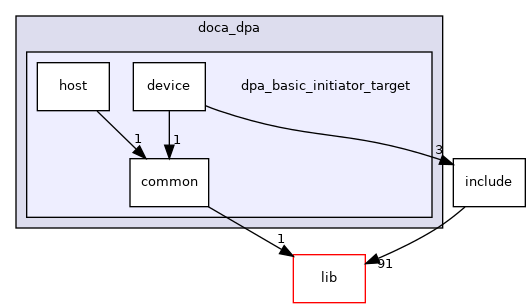 doca_dpa
host
device
dpa_basic_initiator_target
1
1
3
common
include
1
91
lib